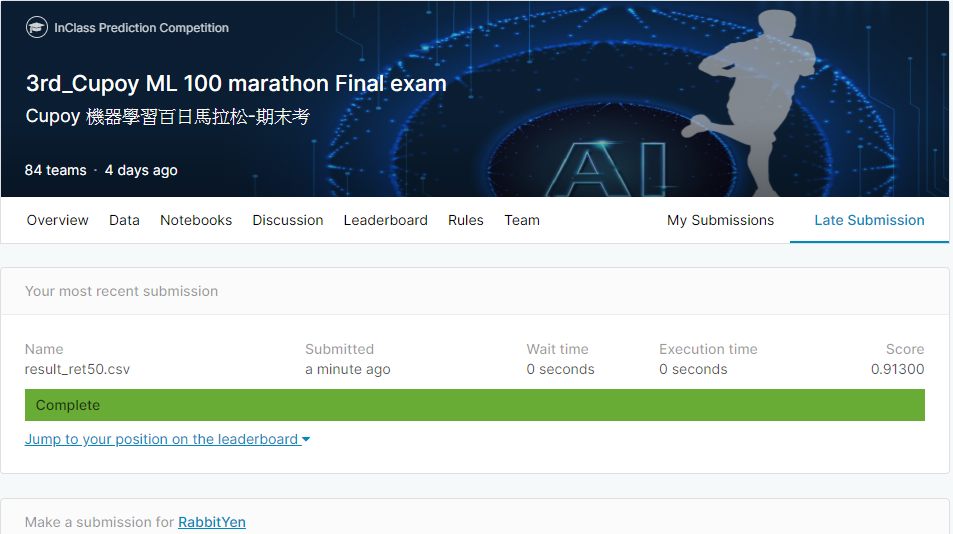 InClass Prediction Competition
3rd_Cupoy ML 100 marathon Final exam
Cupoy 機器學習百日馬拉松-期末考
84 teams · 4 days ago
AI
Overview Data Notebooks Discussion Leaderboard Rules Team My Submissions Late Submission
Your most recent submission
Name Submitted Wait time Execution time Score
result_ret50.csv a minute ago 0 seconds 0 seconds 0.91300
Complete
Jump to your position on the leaderboard
Make a submission for RabbitYen